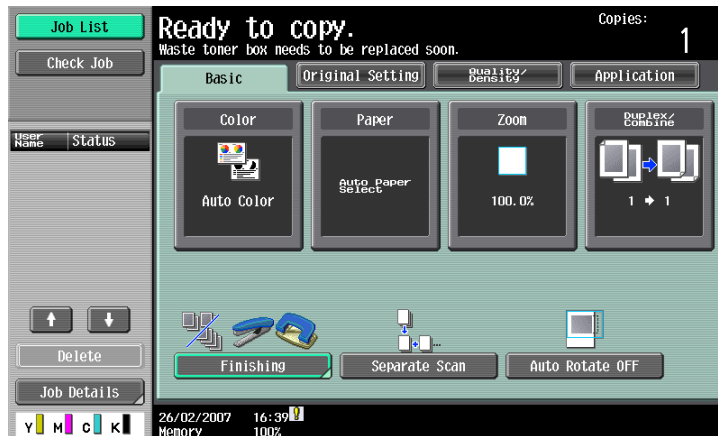 Job List
Check Job
User Name
Status
Delete
Job Details
Y M C K
Ready to copy.
Copies:
1
Waste toner box needs to be replaced soon.
Basic
Original Setting
Quality/
Density
Application
Color
Auto Color
Paper
Auto Paper
Select
Zoom
100.0%
Duplex/
Combine
1 → 1
Finishing
Separate Scan
Auto Rotate OFF
26/02/2007 16:39
Memory 100%